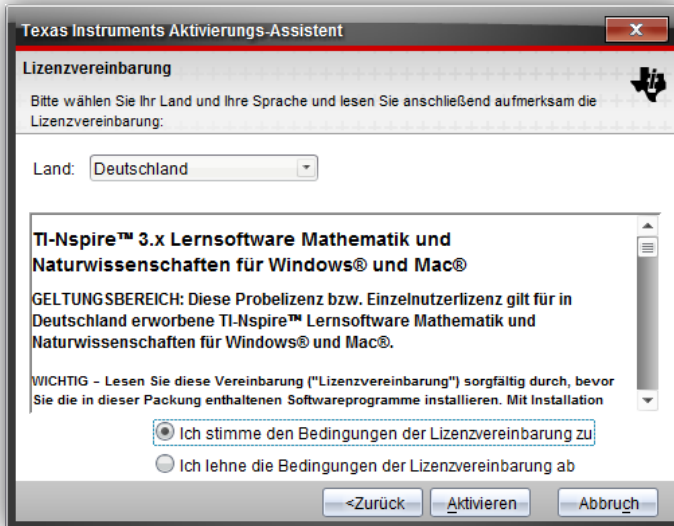 Texas Instruments Aktivierungs-Assistent
Lizenzvereinbarung
Bitte wählen Sie Ihr Land und Ihre Sprache und lesen Sie anschließend aufmerksam die
Lizenzvereinbarung:
Land: Deutschland
TI-Nspire™ 3.x Lernsoftware Mathematik und
Naturwissenschaften für Windows® und Mac®
GELTUNGSBEREICH: Diese Probelizenz bzw. Einzelnutzerlizenz gilt für in
Deutschland erworbene TI-Nspire™ Lernsoftware Mathematik und
Naturwissenschaften für Windows® und Mac®.
WICHTIG – Lesen Sie diese Vereinbarung ("Lizenzvereinbarung") sorgfältig durch, bevor
Sie die in dieser Packung enthaltenen Softwareprogramme installieren. Mit Installation
Ich stimme den Bedingungen der Lizenzvereinbarung zu
Ich lehne die Bedingungen der Lizenzvereinbarung ab
<Zurück Aktivieren Abbruch